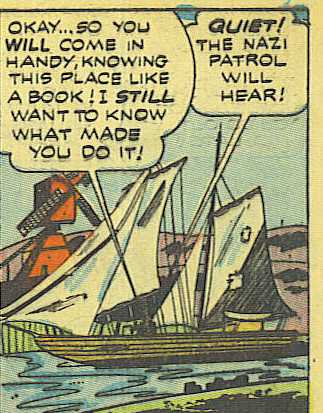 OKAY...SO YOU
WILL COME IN
HANDY, KNOWING
THIS PLACE LIKE
A BOOK! I STILL
WANT TO KNOW
WHAT MADE
YOU DO IT!
QUIET!
THE NAZI
PATROL
WILL
HEAR!